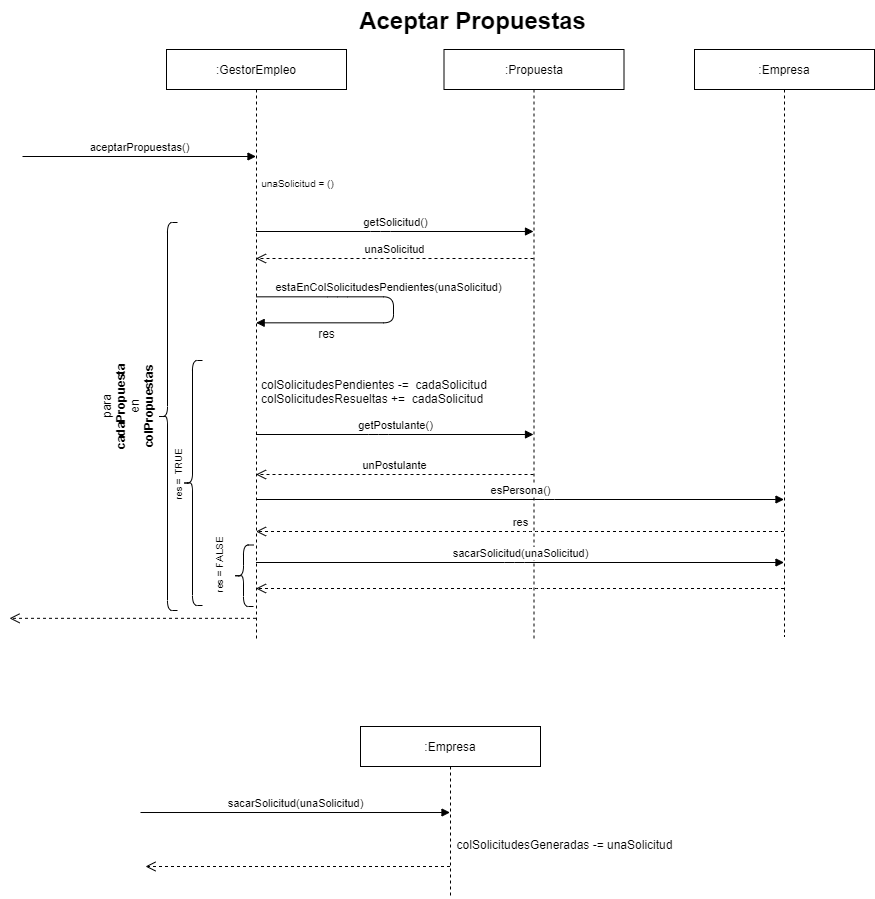 Aceptar Propuestas
:GestorEmpleo
:Propuesta
:Empresa
aceptarPropuestas()
unaSolicitud = ()
getSolicitud()
unaSolicitud
estaEnColSolicitudesPendientes(unaSolicitud)
res
para
cadaPropuesta
en
colPropuestas
res = TRUE
colSolicitudesPendientes -= cadaSolicitud
colSolicitudesResueltas += cadaSolicitud
getPostulante()
unPostulante
esPersona()
res
res = FALSE
sacarSolicitud(unaSolicitud)
:Empresa
sacarSolicitud(unaSolicitud)
colSolicitudesGeneradas -= unaSolicitud